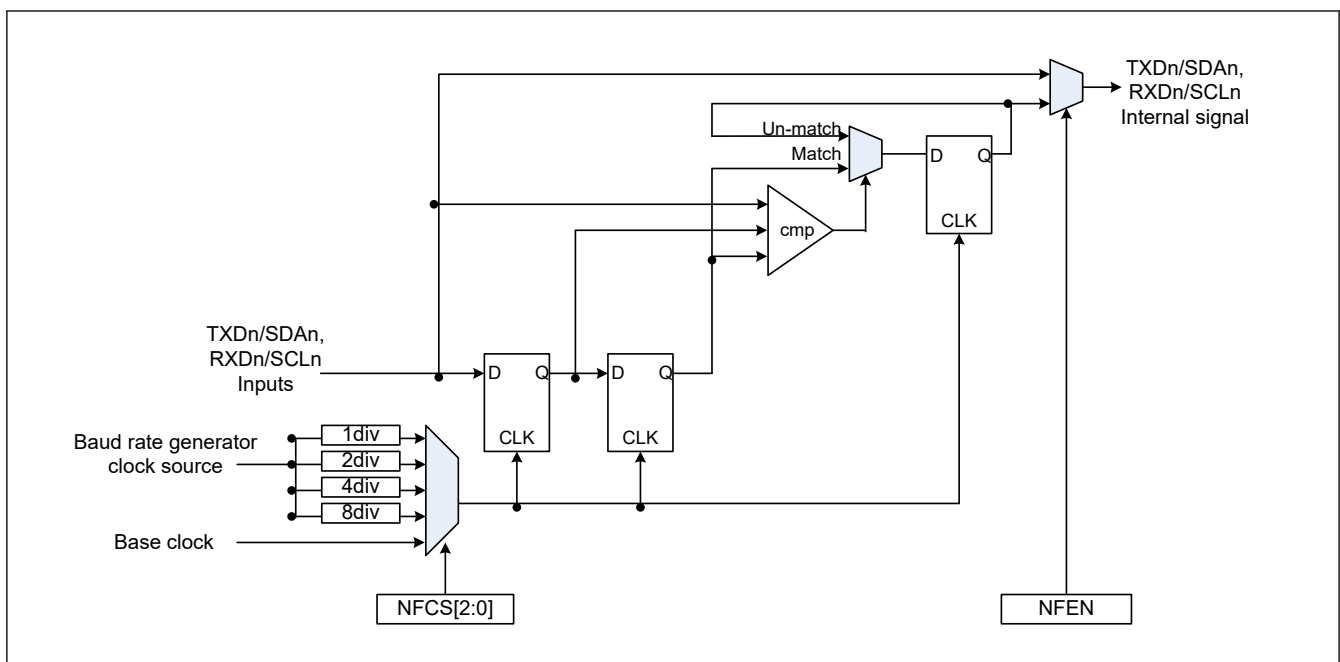 TXDn/SDAn,
RXDn/SCLn
Internal signal
Un-match
Match
D
Q
CLK
cmp
TXDn/SDAn,
RXDn/SCLn
Inputs
D
Q
CLK
D
Q
CLK
Baud rate generator
clock source
1div
2div
4div
8div
Base clock
NFCS[2:0]
NFEN